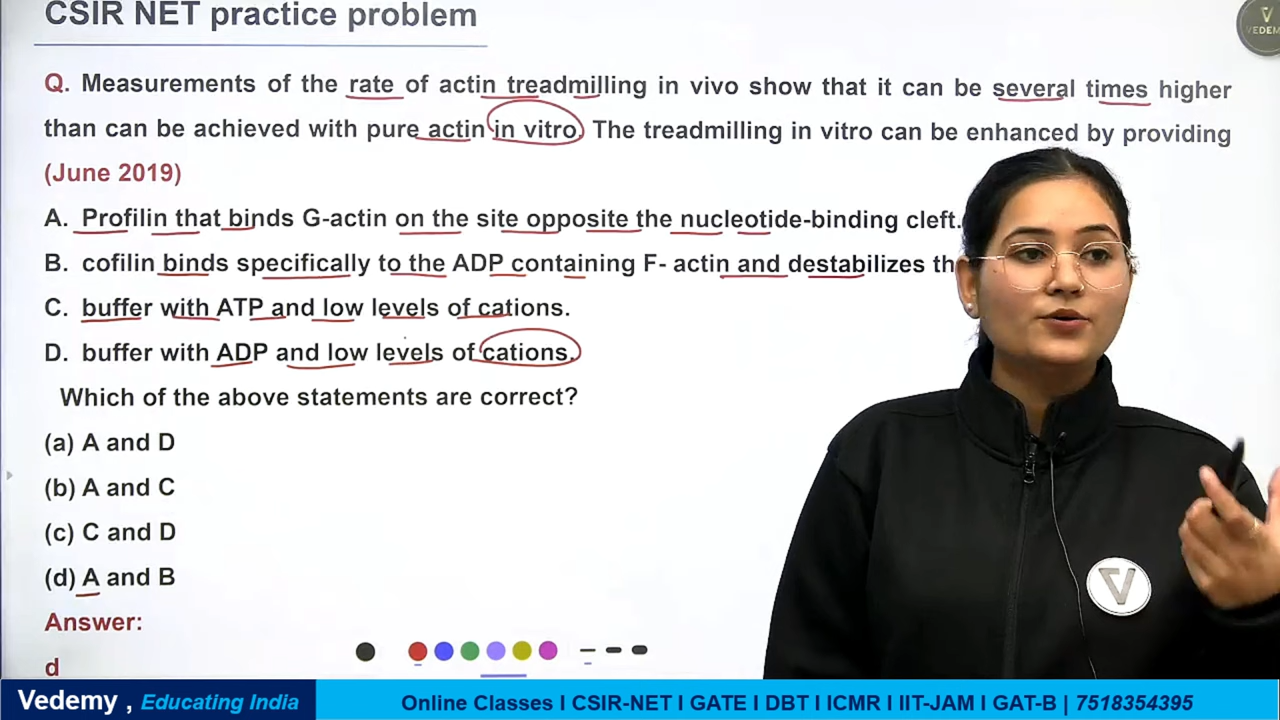 CSIR NET practice problem
VEDEM
Q. Measurements of the rate of actin treadmilling in vivo show that it can be several times higher
than can be achieved with pure actin in vitro. The treadmilling in vitro can be enhanced by providing
(June 2019)
A. Profilin that binds G-actin on the site opposite the nucleotide-binding cleft.
B. cofilin binds specifically to the ADP containing F- actin and destabilizes th
C. buffer with ATP and low levels of cations.
D. buffer with ADP and low levels of cations.
Which of the above statements are correct?
(a) A and D
(b) A and C
(c) C and D
(d) A and B
Answer:
d
Vedemy , Educating India
Online Classes I CSIR-NET I GATE I DBT I ICMR I IIT-JAM I GAT-B | 7518354395